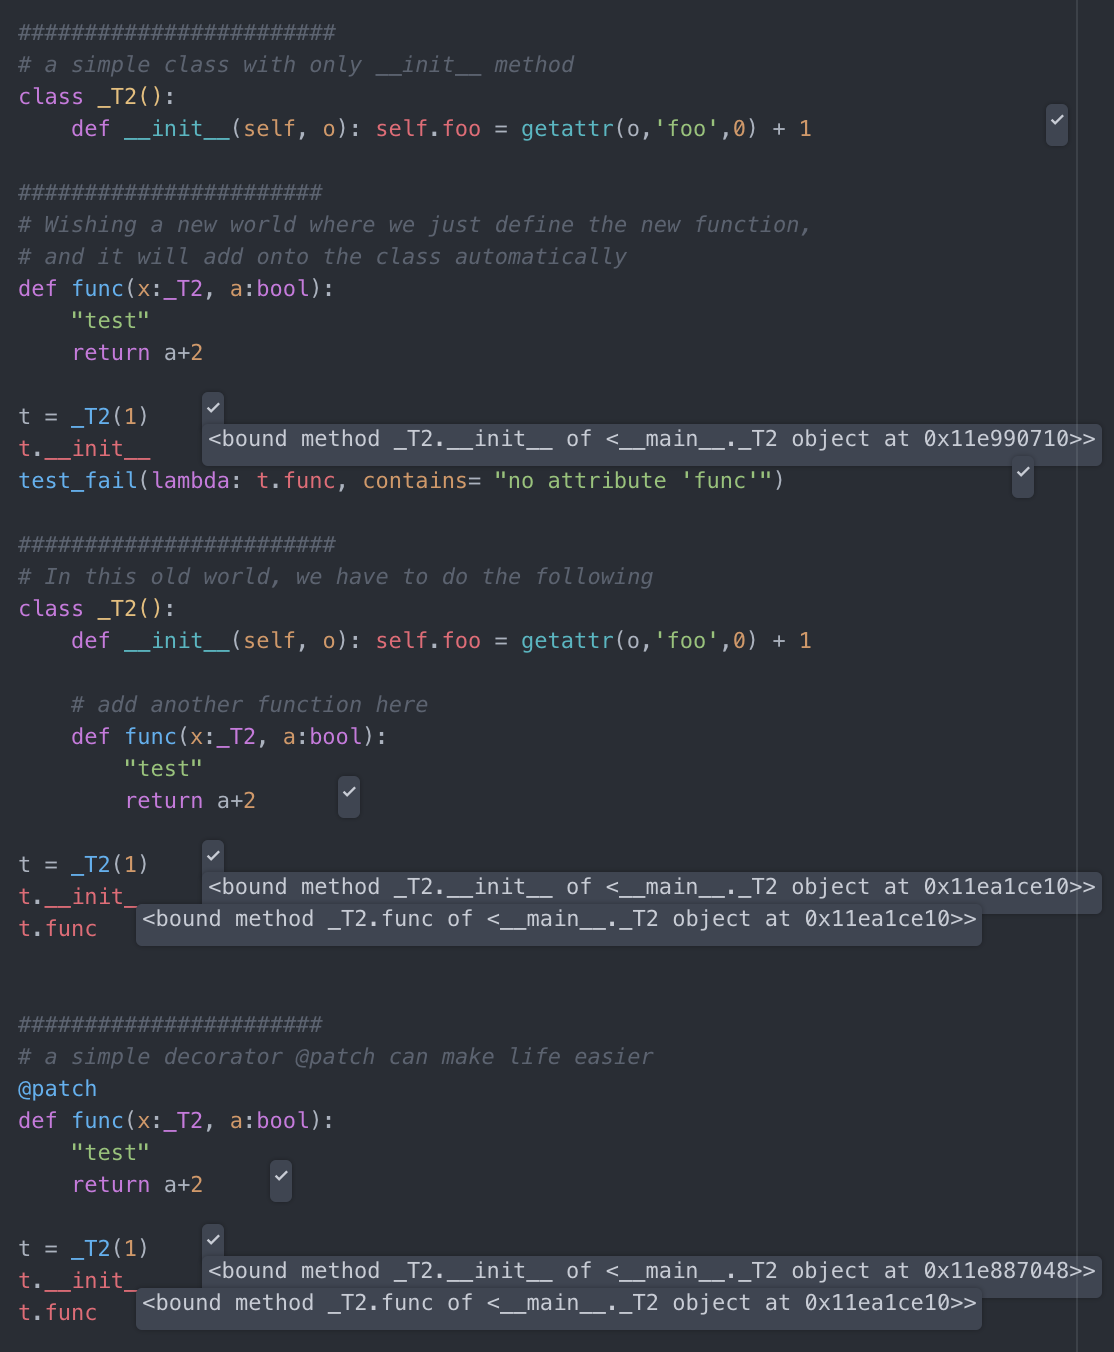 ########################
# a simple class with only __init__ method
class _T2():
    def __init__(self, o): self.foo = getattr(o,'foo',0) + 1
#######################
# Wishing a new world where we just define the new function,
# and it will add onto the class automatically
def func(x:_T2, a:bool):
    "test"
    return a+2
t = _T2(1)
t.__init__ <bound method _T2.__init__ of <__main__._T2 object at 0x11e990710>>
test_fail(lambda: t.func, contains= "no attribute 'func'")
########################
# In this old world, we have to do the following
class _T2():
    def __init__(self, o): self.foo = getattr(o,'foo',0) + 1
    # add another function here
    def func(x:_T2, a:bool):
        "test"
        return a+2
t = _T2(1)
t.__init_ <bound method _T2.__init__ of <__main__._T2 object at 0x11ea1ce10>>
t.func <bound method _T2.func of <__main__._T2 object at 0x11ea1ce10>>
#######################
# a simple decorator @patch can make life easier
@patch
def func(x:_T2, a:bool):
    "test"
    return a+2
t = _T2(1)
t.__init_ <bound method _T2.__init__ of <__main__._T2 object at 0x11e887048>>
t.func <bound method _T2.func of <__main__._T2 object at 0x11ea1ce10>>